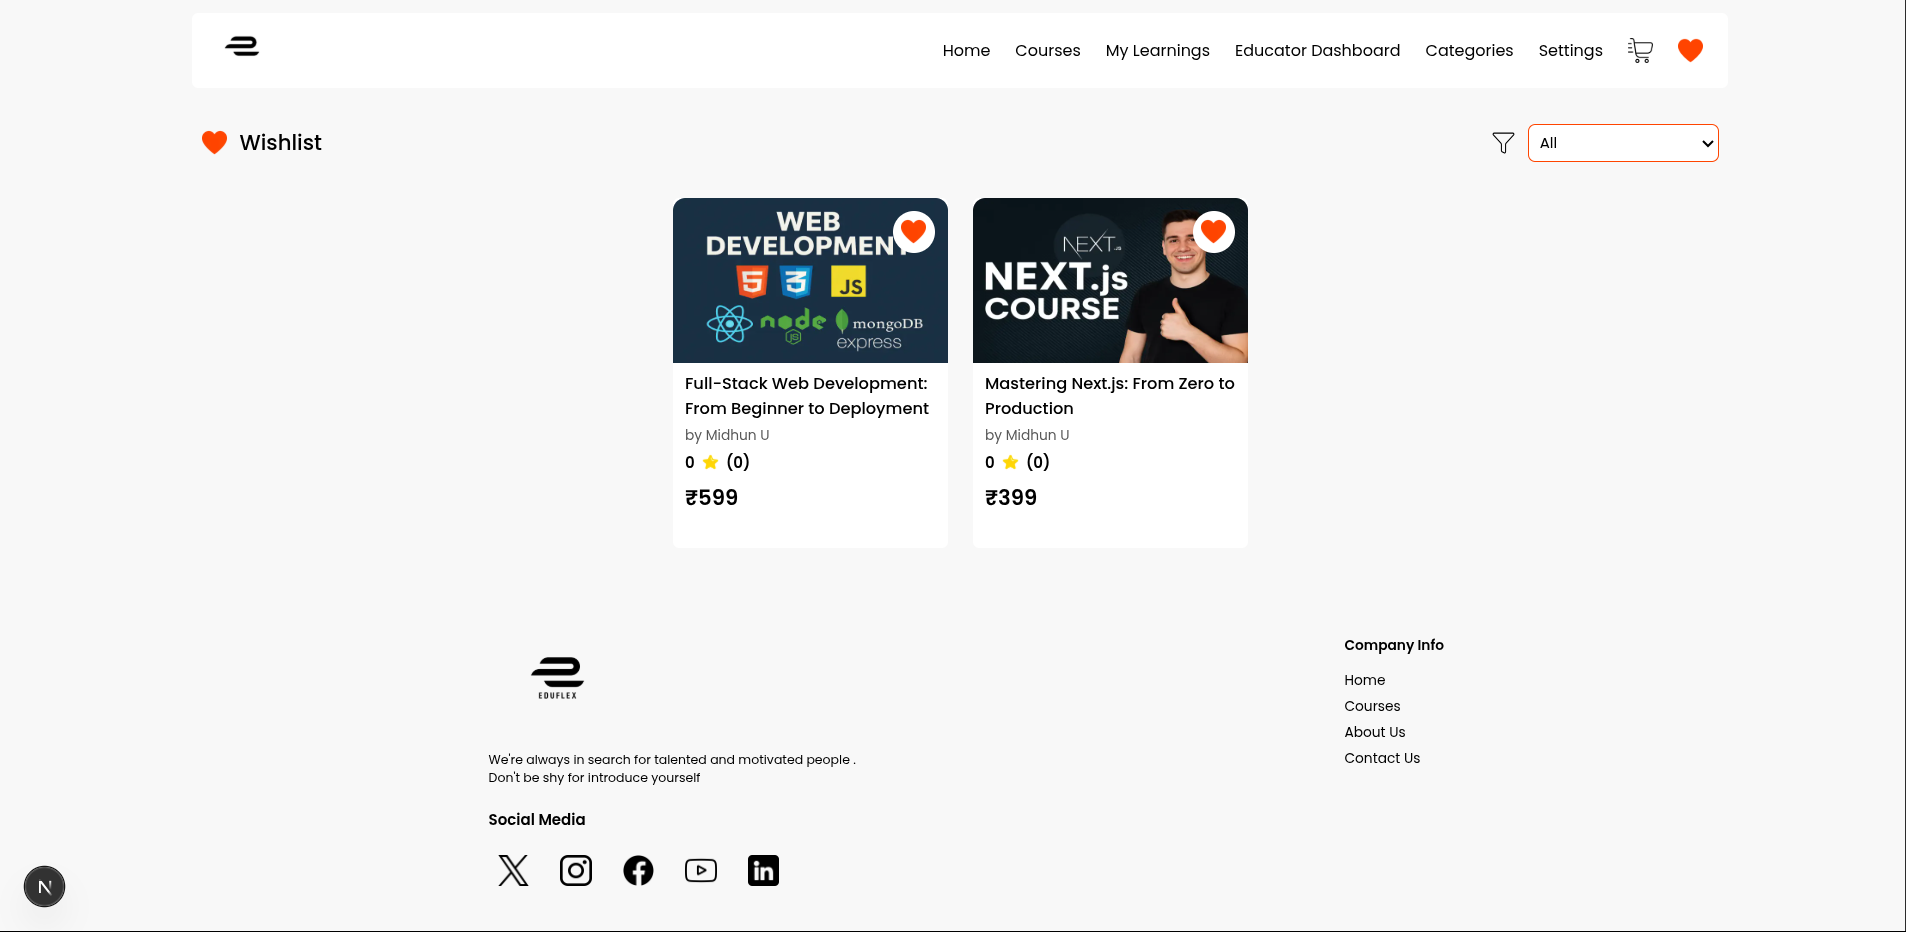 Home Courses My Learnings Educator Dashboard Categories Settings
Wishlist
All
WEB
DEVELOPMENT
5 3 JS
node
JS
mongoDB
express
Full-Stack Web Development:
From Beginner to Deployment
by Midhun U
0 (0)
₹599
NEXT.JS
NEXT.js
COURSE
Mastering Next.js: From Zero to
Production
by Midhun U
0 (0)
₹399
EDUFLEX
We're always in search for talented and motivated people .
Don't be shy for introduce yourself
Social Media
X f in
Company Info
Home
Courses
About Us
Contact Us
N